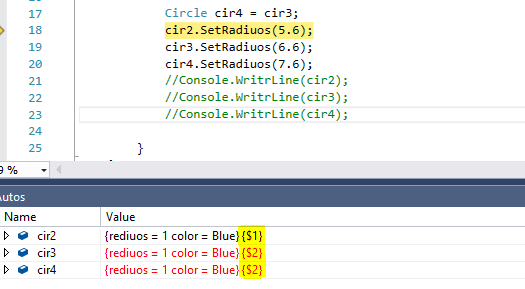 17 Circle cir4 = cir3;
18 cir2.SetRadiuos(5.6);
19 cir3.SetRadiuos(6.6);
20 cir4.SetRadiuos(7.6);
21 //Console.WritrLine(cir2);
22 //Console.WritrLine(cir3);
23 //Console.WritrLine(cir4);
24
25 }
9 %
Autos
Name Value
cir2 {rediuos = 1 color = Blue}{$1}
cir3 {rediuos = 1 color = Blue}{$2}
cir4 {rediuos = 1 color = Blue}{$2}